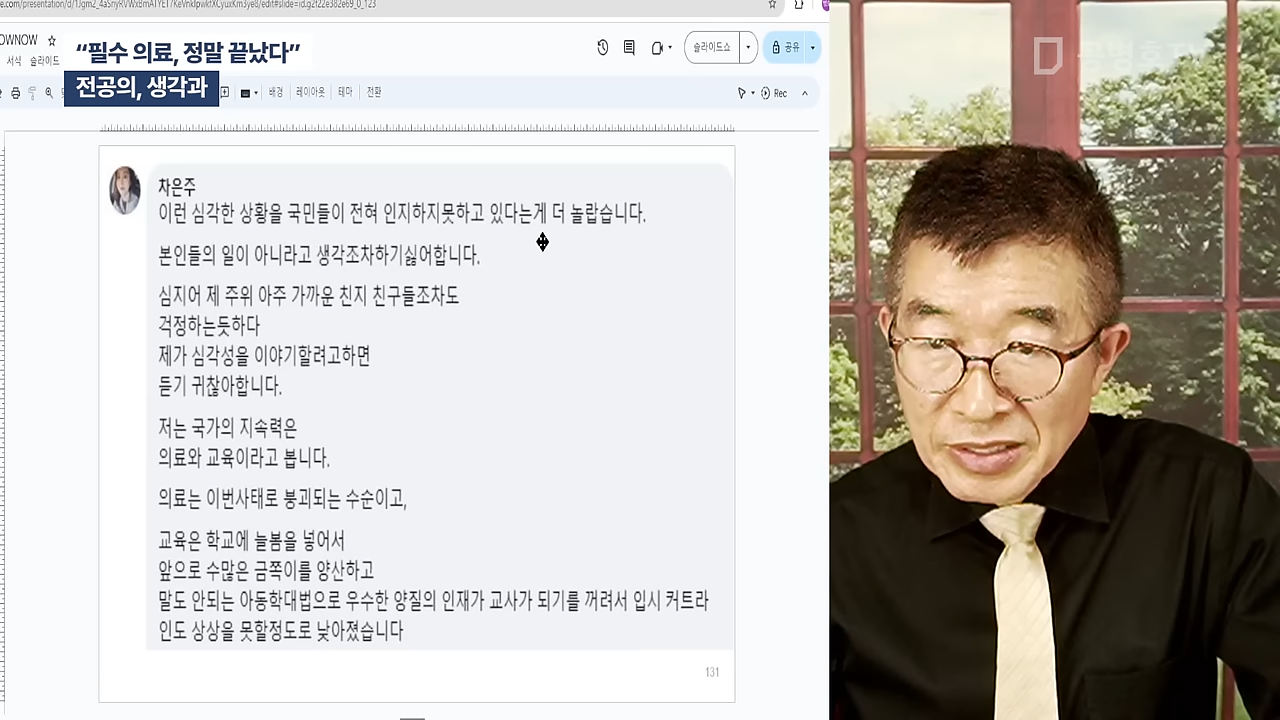 OWNOW
서식 슬라이드
“필수 의료, 정말 끝났다”
전공의, 생각과
슬라이드쇼
공유
배경 레이아웃 테마 전환
Rec
공병호TV
차은주
이런 심각한 상황을 국민들이 전혀 인지하지못하고 있다는게 더 놀랍습니다.
본인들의 일이 아니라고 생각조차하기싫어합니다.
심지어 제 주위 아주 가까운 친지 친구들조차도
걱정하는듯하다
제가 심각성을 이야기할려고하면
듣기 귀찮아합니다.
저는 국가의 지속력은
의료와 교육이라고 봅니다.
의료는 이번사태로 붕괴되는 수순이고,
교육은 학교에 늘봄을 넣어서
앞으로 수많은 금쪽이를 양산하고
말도 안되는 아동학대법으로 우수한 양질의 인재가 교사가 되기를 꺼려서 입시 커트라
인도 상상을 못할정도로 낮아졌습니다
131